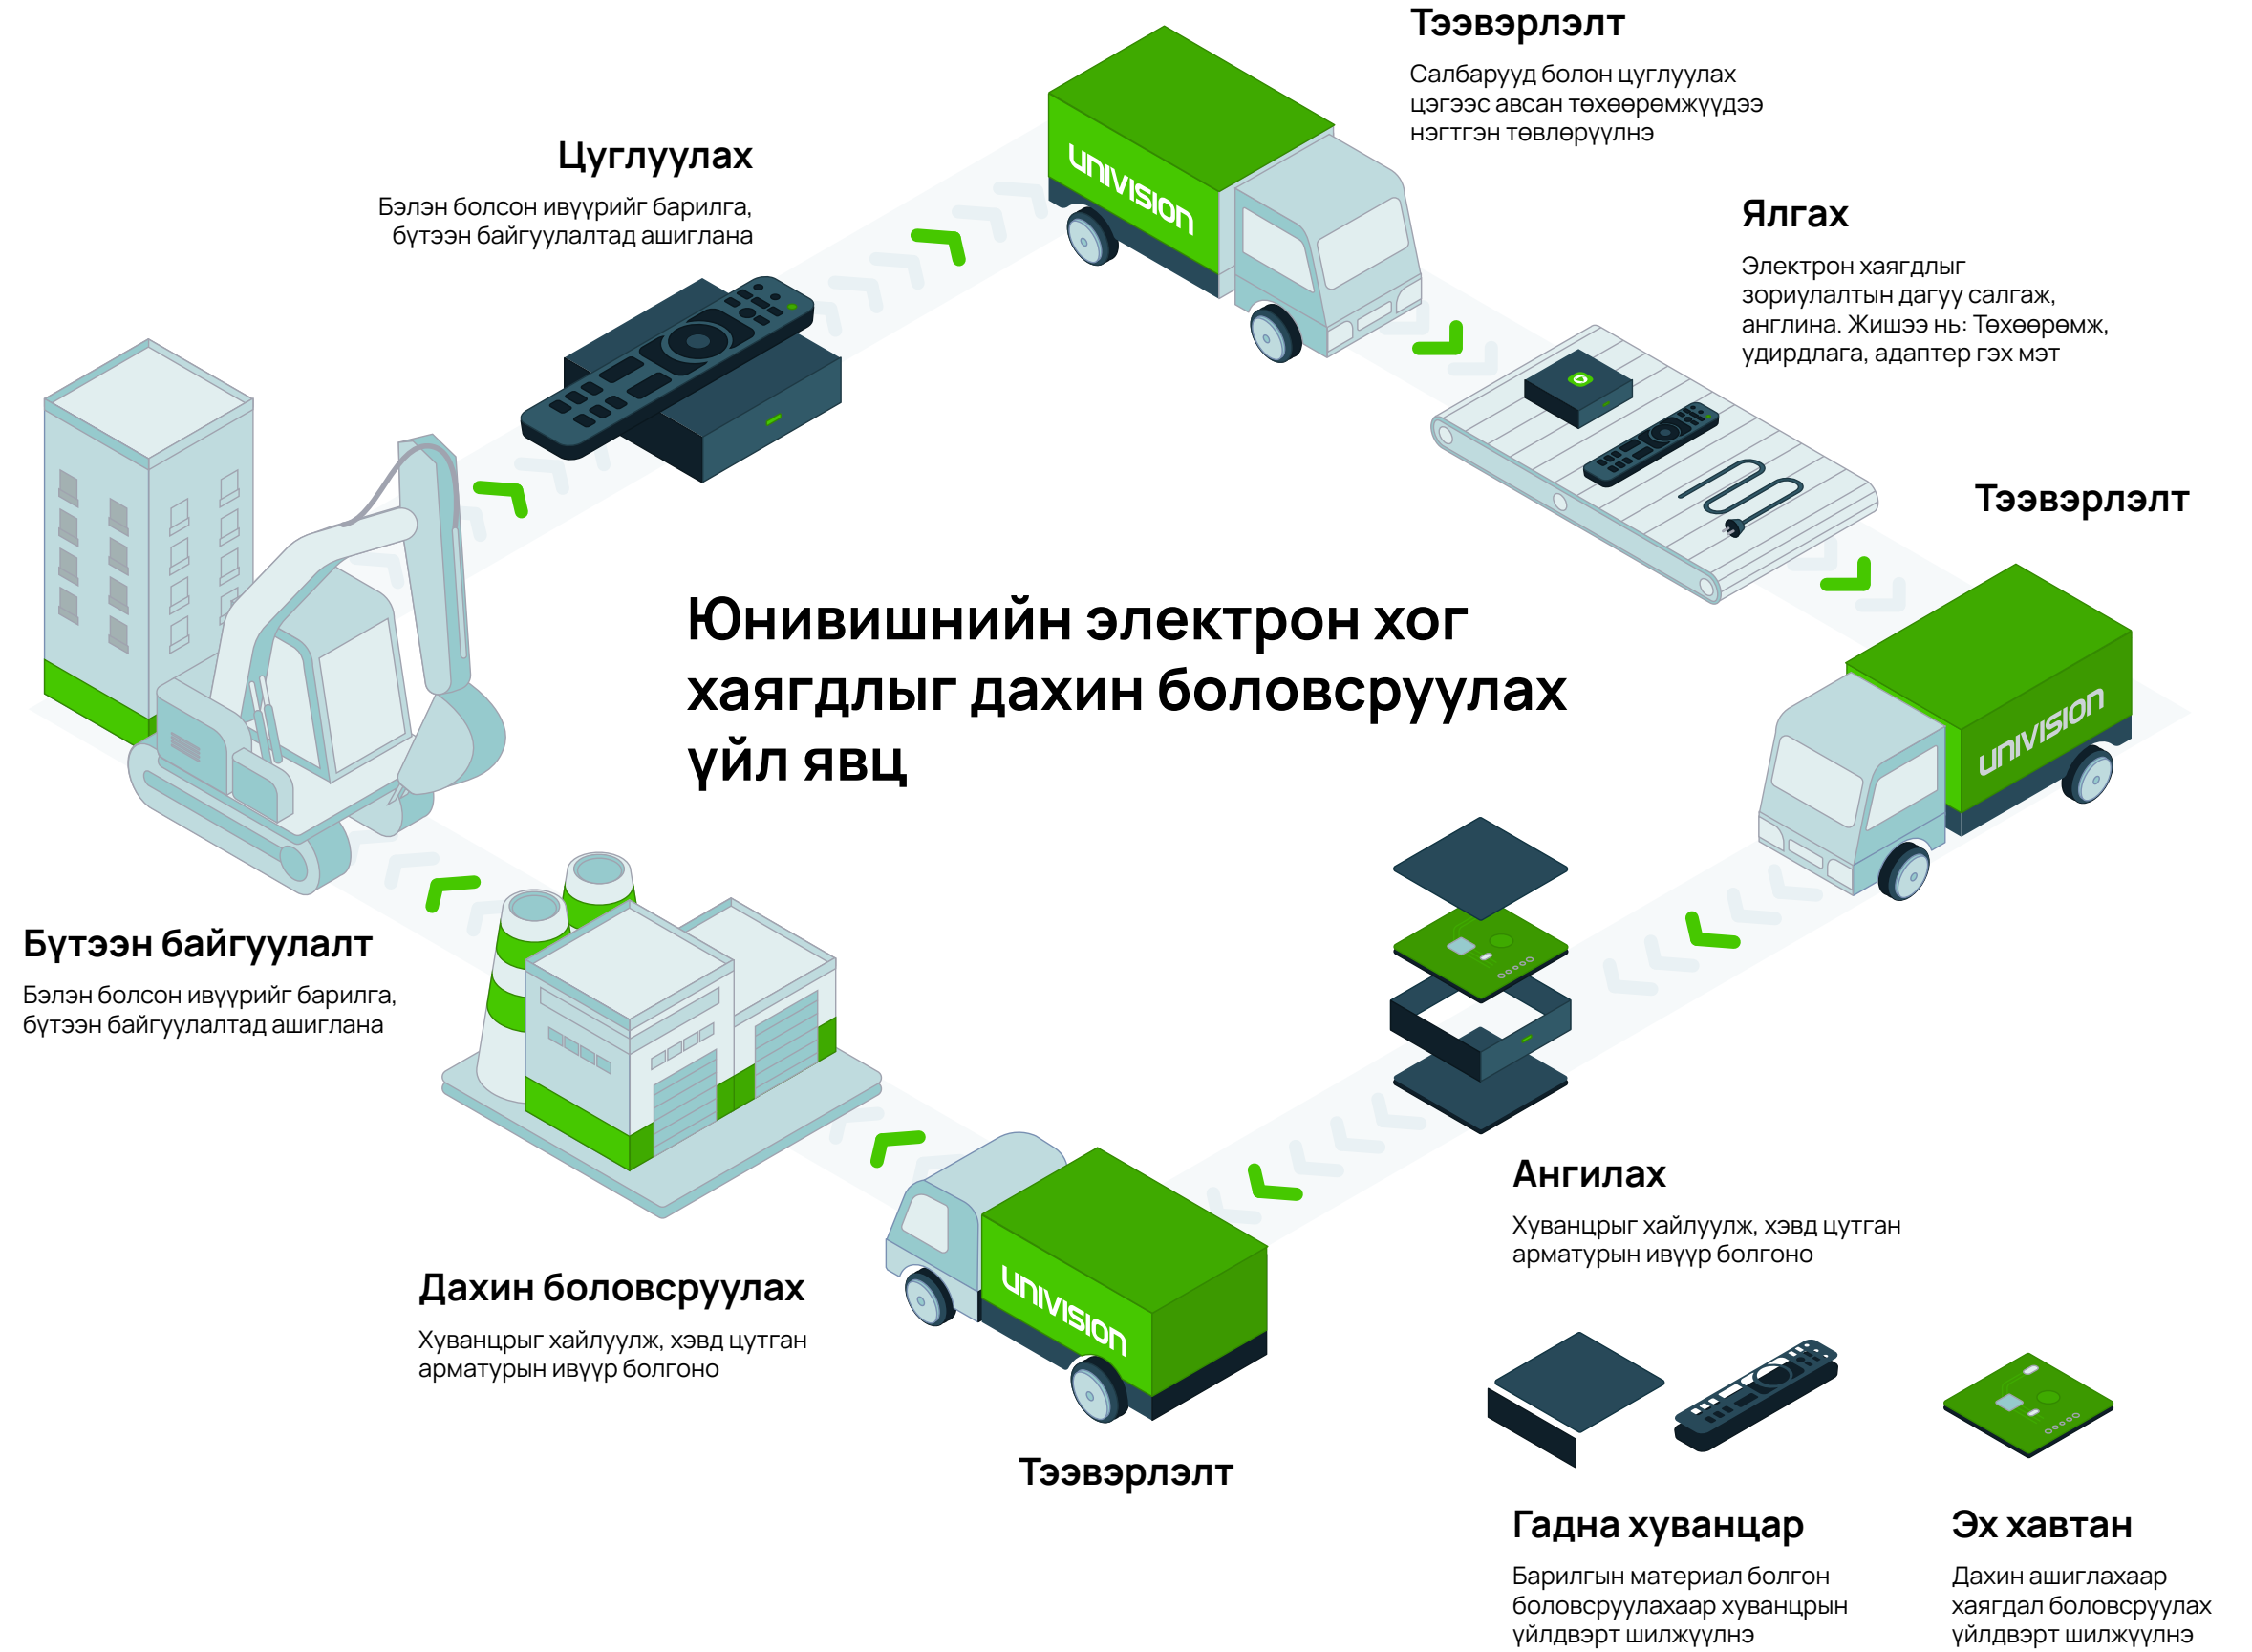 Тээвэрлэлт
Салбарууд болон цуглуулах
цэгээс авсан төхөөрөмжүүдээ
нэгтгэн төвлөрүүлнэ
Цуглуулах
Бэлэн болсон ивүүрийг барилга,
бүтээн байгуулалтад ашиглана
univision
Ялгах
Электрон хаягдлыг
зориулалтын дагуу салгаж,
англина. Жишээ нь: Төхөөрөмж,
удирдлага, адаптер гэх мэт
Тээвэрлэлт
Юнивишнийн электрон хог
хаягдлыг дахин боловсруулах
үйл явц
univision
Бүтээн байгуулалт
Бэлэн болсон ивүүрийг барилга,
бүтээн байгуулалтад ашиглана
Ангилах
Хуванцрыг хайлуулж, хэвд цутган
арматурын ивүүр болгоно
Дахин боловсруулах
Хуванцрыг хайлуулж, хэвд цутган
арматурын ивүүр болгоно
univision
Тээвэрлэлт
Гадна хуванцар
Барилгын материал болгон
боловсруулахаар хуванцрын
үйлдвэрт шилжүүлнэ
Эх хавтан
Дахин ашиглахаар
хаягдал боловсруулах
үйлдвэрт шилжүүлнэ